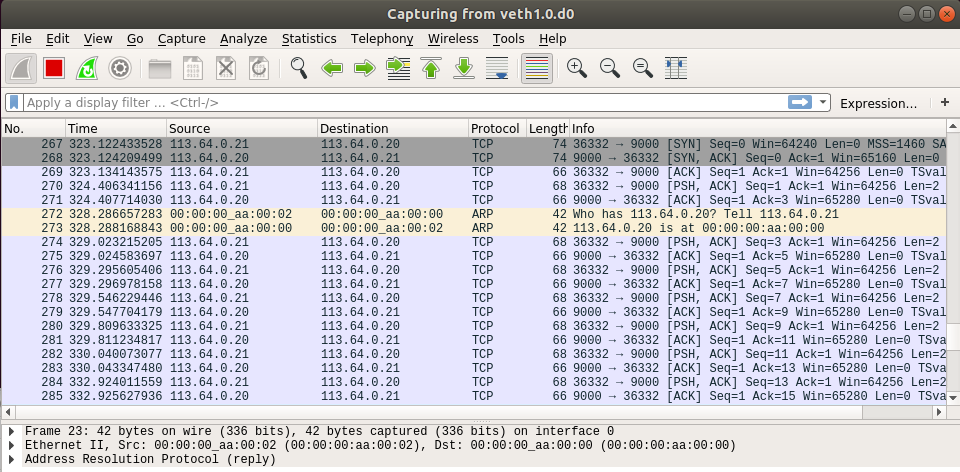 Capturing from veth1.0.d0
File Edit View Go Capture Analyze Statistics Telephony Wireless Tools Help
Apply a display filter ... <Ctrl-/> Expression... +
No. Time Source Destination Protocol Length Info
267 323.122433528 113.64.0.21 113.64.0.20 TCP 74 36332 → 9000 [SYN] Seq=0 Win=64240 Len=0 MSS=1460 SA
268 323.124209499 113.64.0.20 113.64.0.21 TCP 74 9000 → 36332 [SYN, ACK] Seq=0 Ack=1 Win=65160 Len=0
269 323.134143575 113.64.0.21 113.64.0.20 TCP 66 36332 → 9000 [ACK] Seq=1 Ack=1 Win=64256 Len=0 TSval
270 324.406341156 113.64.0.21 113.64.0.20 TCP 68 36332 → 9000 [PSH, ACK] Seq=1 Ack=1 Win=64256 Len=2
271 324.407714030 113.64.0.20 113.64.0.21 TCP 66 9000 → 36332 [ACK] Seq=1 Ack=3 Win=65280 Len=0 TSval
272 328.286657283 00:00:00_aa:00:02 00:00:00_aa:00:00 ARP 42 Who has 113.64.0.20? Tell 113.64.0.21
273 328.288168843 00:00:00_aa:00:00 00:00:00_aa:00:02 ARP 42 113.64.0.20 is at 00:00:00:aa:00:00
274 329.023215205 113.64.0.21 113.64.0.20 TCP 68 36332 → 9000 [PSH, ACK] Seq=3 Ack=1 Win=64256 Len=2
275 329.024583697 113.64.0.20 113.64.0.21 TCP 66 9000 → 36332 [ACK] Seq=1 Ack=5 Win=65280 Len=0 TSval
276 329.295605406 113.64.0.21 113.64.0.20 TCP 68 36332 → 9000 [PSH, ACK] Seq=5 Ack=1 Win=64256 Len=2
277 329.296978158 113.64.0.20 113.64.0.21 TCP 66 9000 → 36332 [ACK] Seq=1 Ack=7 Win=65280 Len=0 TSval
278 329.546229446 113.64.0.21 113.64.0.20 TCP 68 36332 → 9000 [PSH, ACK] Seq=7 Ack=1 Win=64256 Len=2
279 329.547704179 113.64.0.20 113.64.0.21 TCP 66 9000 → 36332 [ACK] Seq=1 Ack=9 Win=65280 Len=0 TSval
280 329.809633325 113.64.0.21 113.64.0.20 TCP 68 36332 → 9000 [PSH, ACK] Seq=9 Ack=1 Win=64256 Len=2
281 329.811234817 113.64.0.20 113.64.0.21 TCP 66 9000 → 36332 [ACK] Seq=1 Ack=11 Win=65280 Len=0 TSva
282 330.040073077 113.64.0.21 113.64.0.20 TCP 68 36332 → 9000 [PSH, ACK] Seq=11 Ack=1 Win=64256 Len=2
283 330.043347480 113.64.0.20 113.64.0.21 TCP 66 9000 → 36332 [ACK] Seq=1 Ack=13 Win=65280 Len=0 TSva
284 332.924011559 113.64.0.21 113.64.0.20 TCP 68 36332 → 9000 [PSH, ACK] Seq=13 Ack=1 Win=64256 Len=2
285 332.925627936 113.64.0.20 113.64.0.21 TCP 66 9000 → 36332 [ACK] Seq=1 Ack=15 Win=65280 Len=0 TSva
Frame 23: 42 bytes on wire (336 bits), 42 bytes captured (336 bits) on interface 0
Ethernet II, Src: 00:00:00_aa:00:02 (00:00:00:aa:00:02), Dst: 00:00:00_aa:00:00 (00:00:00:aa:00:00)
Address Resolution Protocol (reply)